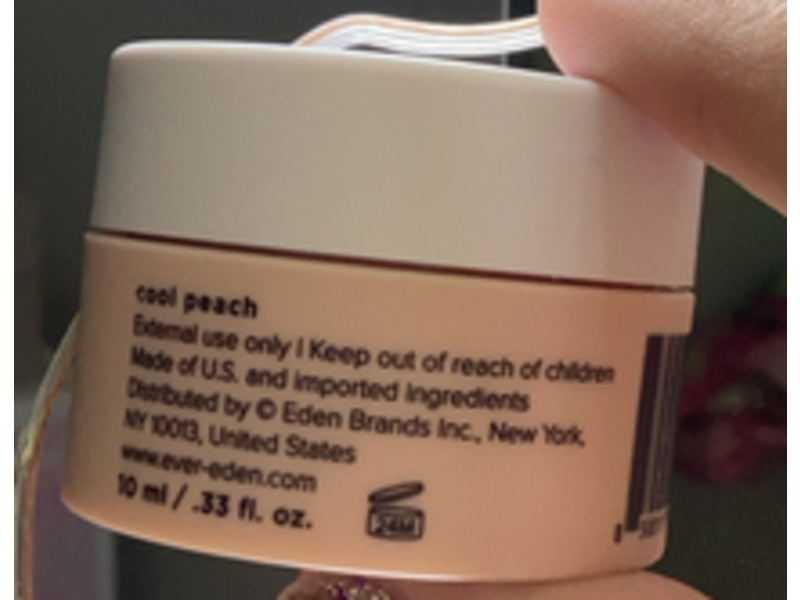 cool peach
External use only | Keep out of reach of children
Made of U.S. and imported ingredients
Distributed by © Eden Brands Inc., New York,
NY 10013, United States
www.ever-eden.com
10 ml / .33 fl. oz.
24M